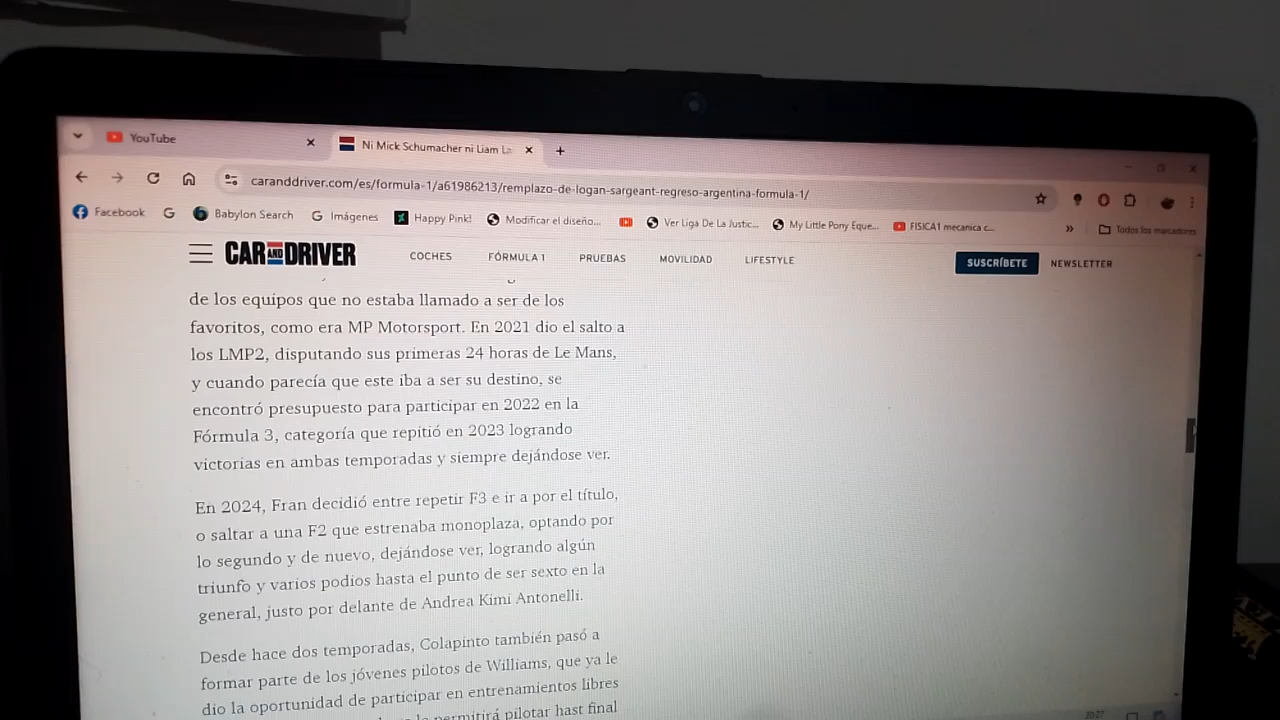 YouTube
Ni Mick Schumacher ni Liam La
caranddriver.com/es/formula-1/a61986213/remplazo-de-logan-sargeant-regreso-argentina-formula-1/
Facebook Babylon Search Imágenes Happy Pink! Modificar el diseño... Ver Liga De La Justic... My Little Pony Eque... FISICA1 mecanica c... » Todos los marcadores
CAR AND DRIVER COCHES FÓRMULA 1 PRUEBAS MOVILIDAD LIFESTYLE SUSCRÍBETE NEWSLETTER
de los equipos que no estaba llamado a ser de los
favoritos, como era MP Motorsport. En 2021 dio el salto a
los LMP2, disputando sus primeras 24 horas de Le Mans,
y cuando parecía que este iba a ser su destino, se
encontró presupuesto para participar en 2022 en la
Fórmula 3, categoría que repitió en 2023 logrando
victorias en ambas temporadas y siempre dejándose ver.
En 2024, Fran decidió entre repetir F3 e ir a por el título,
o saltar a una F2 que estrenaba monoplaza, optando por
lo segundo y de nuevo, dejándose ver, logrando algún
triunfo y varios podios hasta el punto de ser sexto en la
general, justo por delante de Andrea Kimi Antonelli.
Desde hace dos temporadas, Colapinto también pasó a
formar parte de los jóvenes pilotos de Williams, que ya le
dio la oportunidad de participar en entrenamientos libres
permitirá pilotar hast final
20:27